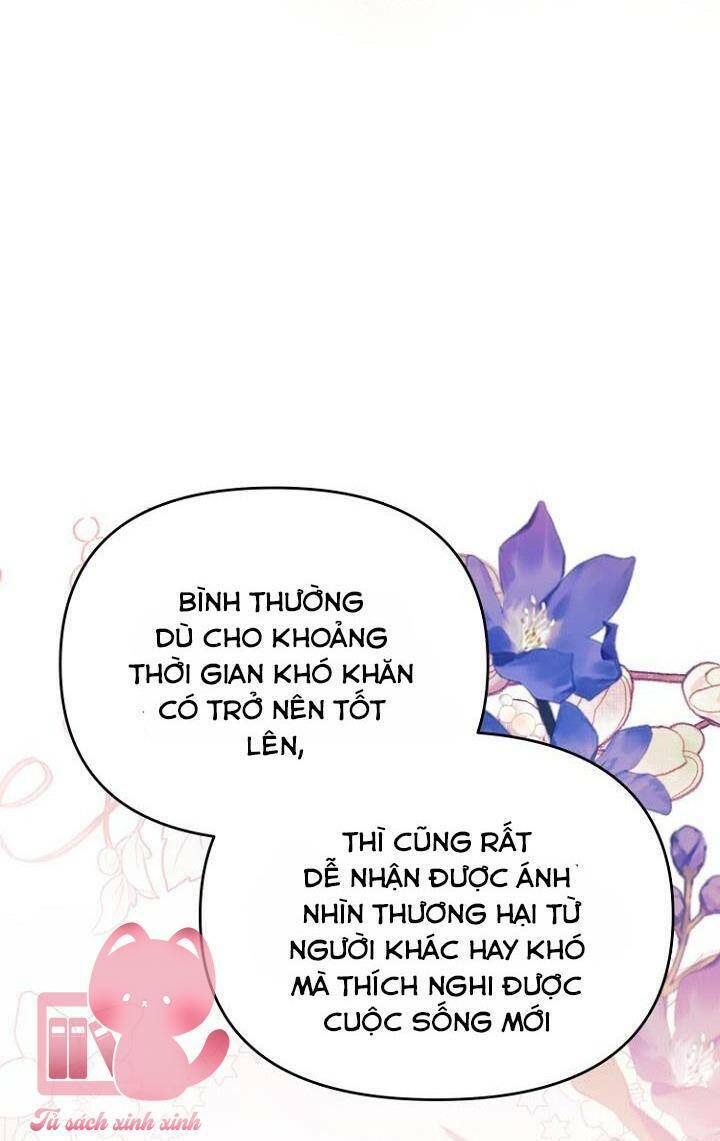 BÌNH THƯỜNG
DÙ CHO KHOẢNG
THỜI GIAN KHÓ KHĂN
CÓ TRỞ NÊN TỐT
LÊN,
THÌ CŨNG RẤT
DỄ NHẬN ĐƯỢC ÁNH
NHÌN THƯƠNG HẠI TỪ
NGƯỜI KHÁC HAY KHÓ
MÀ THÍCH NGHI ĐƯỢC
CUỘC SỐNG MỚI
Tủ sách xinh xinh